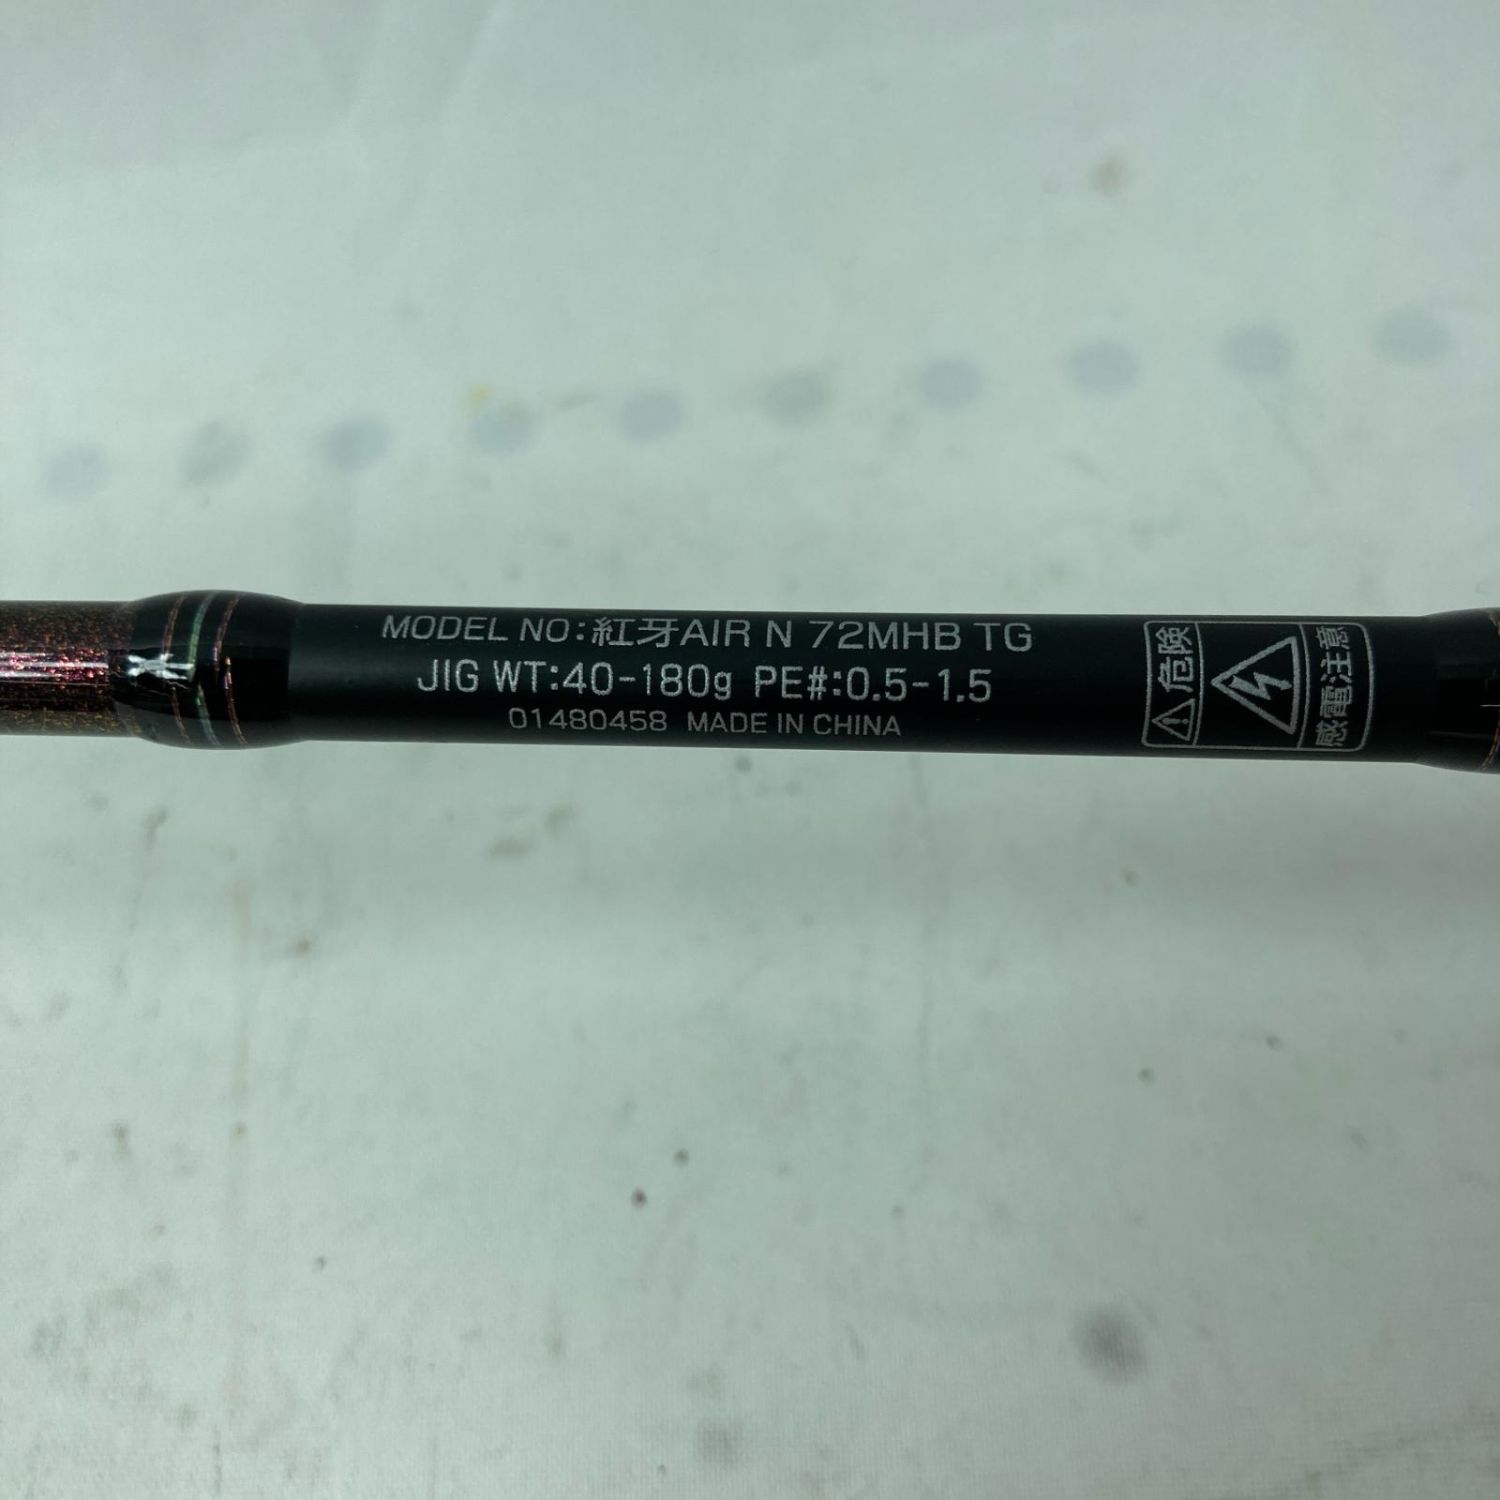 MODEL NO:紅牙AIR N 72MHB TG
JIG WT:40-180g PE#:0.5-1.5
01480458 MADE IN CHINA
危険
感電注意